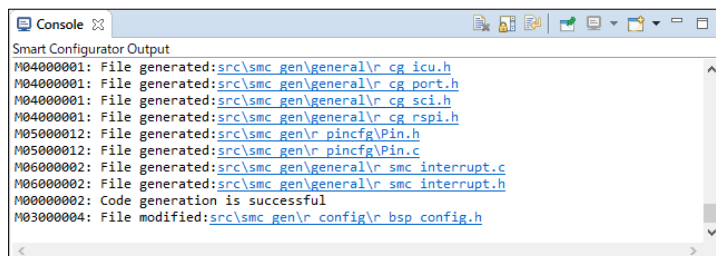 Console
Smart Configurator Output
M04000001: File generated:src\smc_gen\general\r_cg_icu.h
M04000001: File generated:src\smc_gen\general\r_cg_port.h
M04000001: File generated:src\smc_gen\general\r_cg_sci.h
M04000001: File generated:src\smc_gen\general\r_cg_rspi.h
M05000012: File generated:src\smc_gen\r_pincfg\Pin.h
M05000012: File generated:src\smc_gen\r_pincfg\Pin.c
M06000002: File generated:src\smc_gen\general\r_smc_interrupt.c
M06000002: File generated:src\smc_gen\general\r_smc_interrupt.h
M00000002: Code generation is successful
M03000004: File modified:src\smc_gen\r_config\r_bsp_config.h